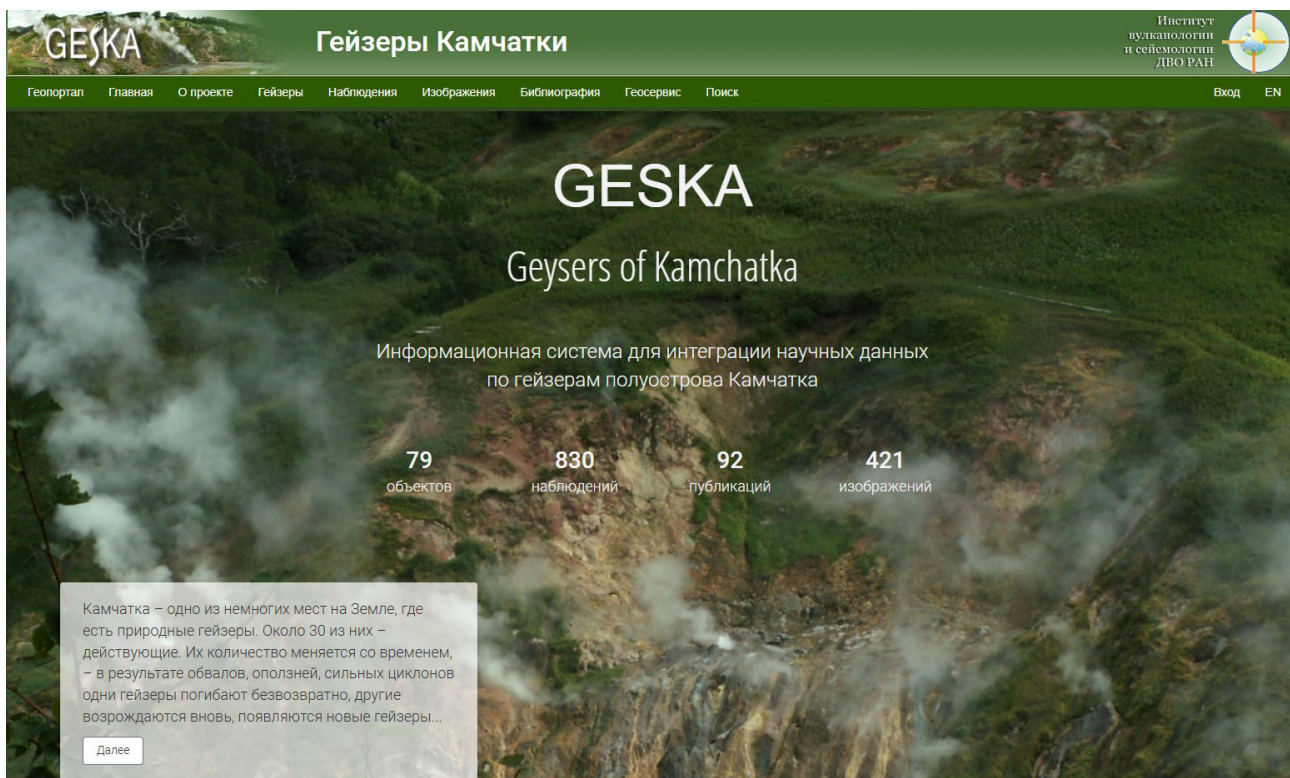 GESKA
Гейзеры Камчатки
Институт
вулканологии
и сейсмологии
ДВО РАН
Геопортал Главная О проекте Гейзеры Наблюдения Изображения Библиография Геосервис Поиск Вход EN
GESKA
Geysers of Kamchatka
Информационная система для интеграции научных данных
по гейзерам полуострова Камчатка
79 830 92 421
объектов наблюдений публикаций изображений
Камчатка – одно из немногих мест на Земле, где
есть природные гейзеры. Около 30 из них –
действующие. Их количество меняется со временем,
– в результате обвалов, оползней, сильных циклонов
одни гейзеры погибают безвозвратно, другие
возрождаются вновь, появляются новые гейзеры...
Далее